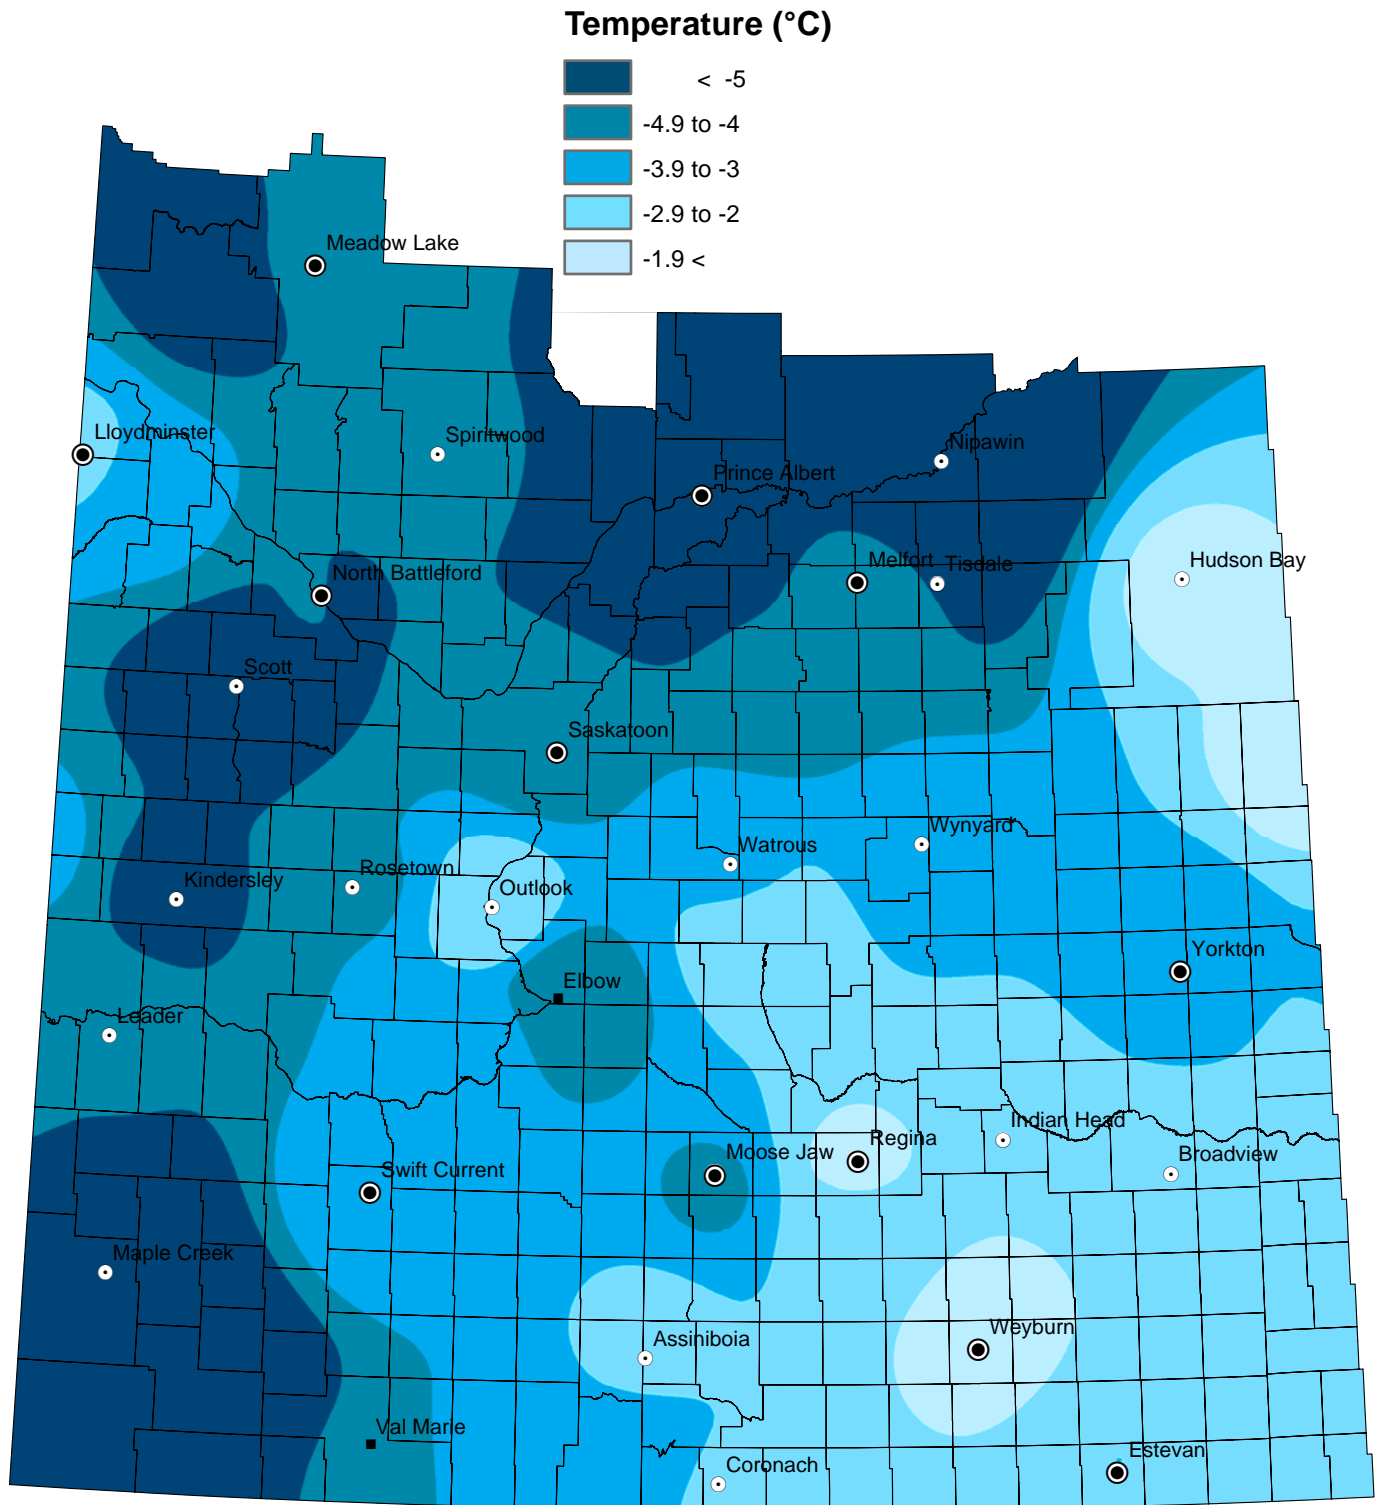 Temperature (°C)
< -5
-4.9 to -4
-3.9 to -3
-2.9 to -2
-1.9 <
Meadow Lake
Lloydminster
Spiritwood
Nipawin
Prince Albert
Melfort
Tisdale
Hudson Bay
North Battleford
Scott
Saskatoon
Wynyard
Watrous
Rosetown
Kindersley
Outlook
Yorkton
Elbow
Leader
Indian Head
Regina
Moose Jaw
Broadview
Swift Current
Maple Creek
Weyburn
Assiniboia
Val Marie
Estevan
Coronach